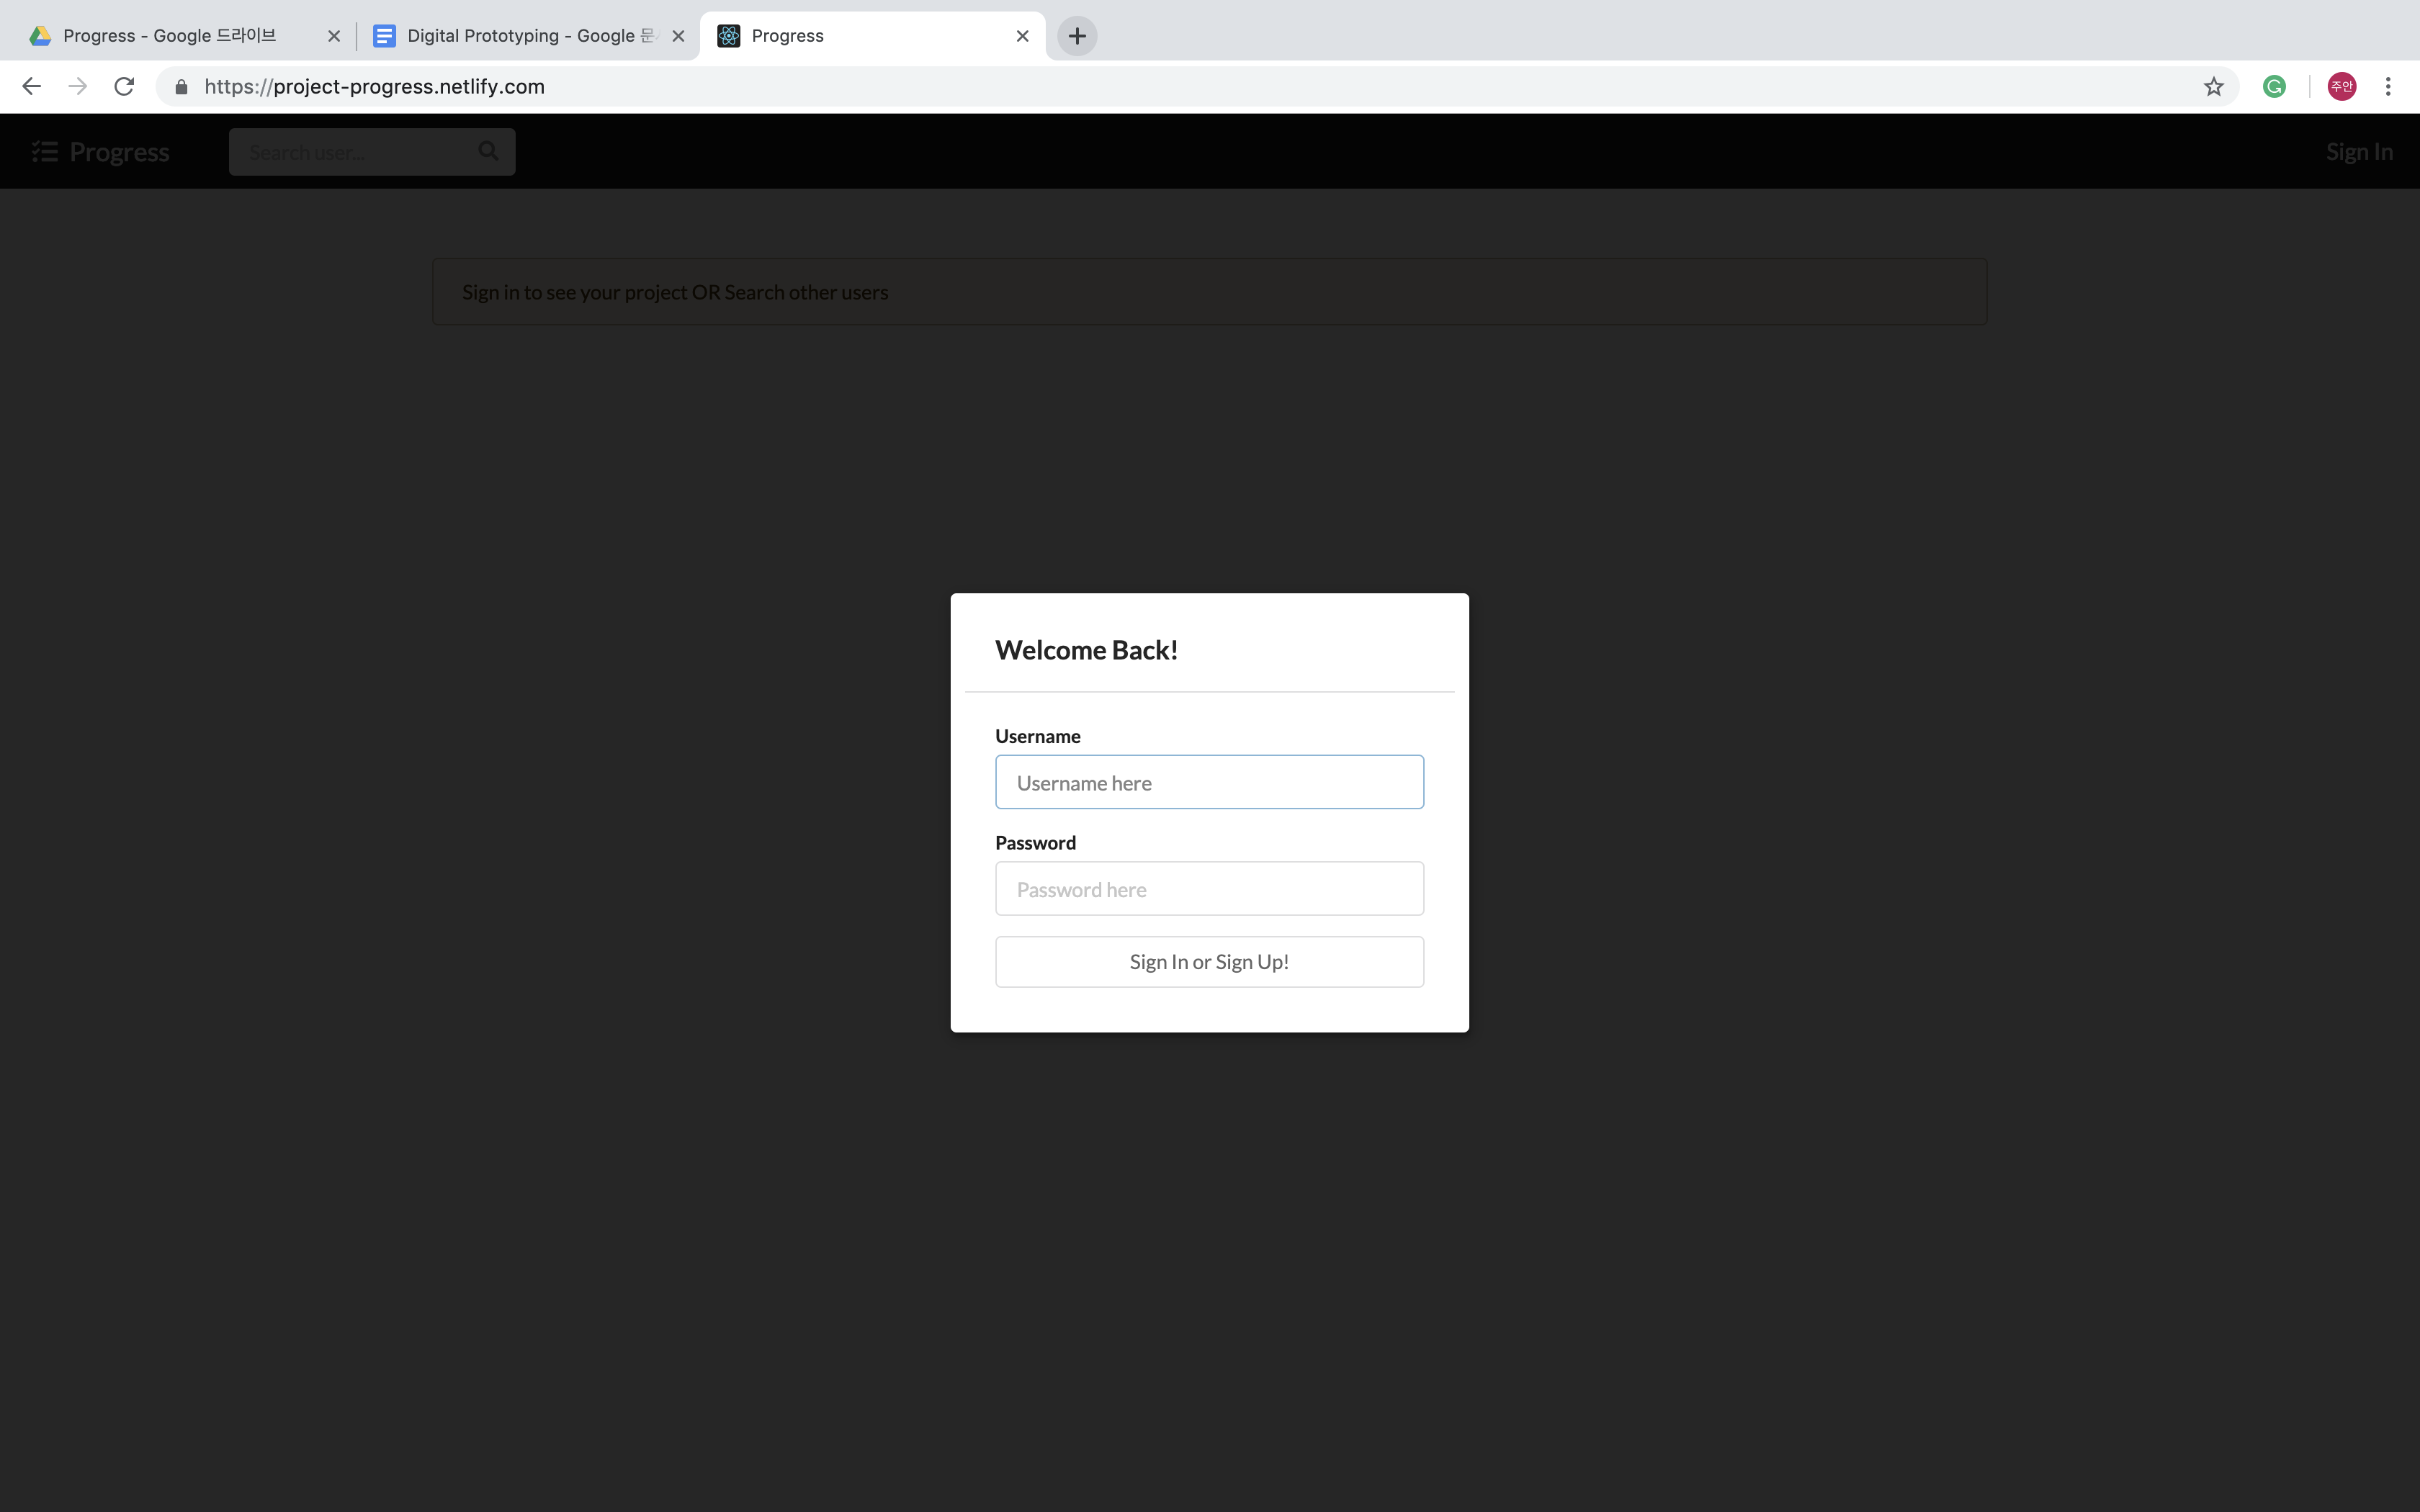 Progress - Google 드라이브
Digital Prototyping - Google 문
Progress
https://project-progress.netlify.com
주안
Progress
Search user...
Sign In
Sign in to see your project OR Search other users
Welcome Back!
Username
Username here
Password
Password here
Sign In or Sign Up!